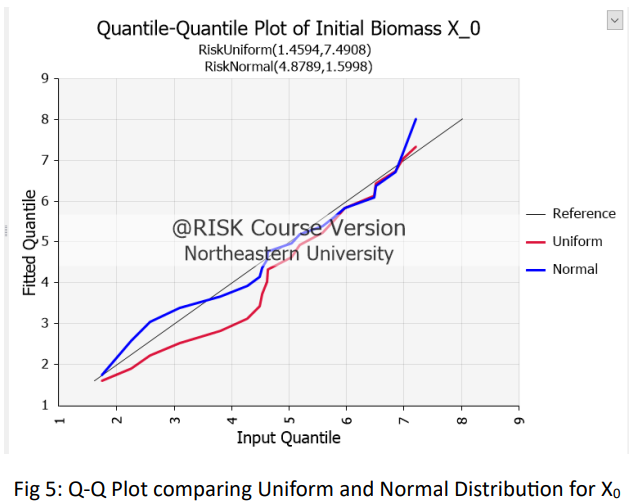 Quantile-Quantile Plot of Initial Biomass X_0
RiskUniform(1.4594,7.4908)
RiskNormal(4.8789,1.5998)
9
8
7
6
5
4
3
2
1
Fitted Quantile
@RISK Course Version
Northeastern University
Reference
Uniform
Normal
1 2 3 4 5 6 7 8 9
Input Quantile
Fig 5: Q-Q Plot comparing Uniform and Normal Distribution for X₀